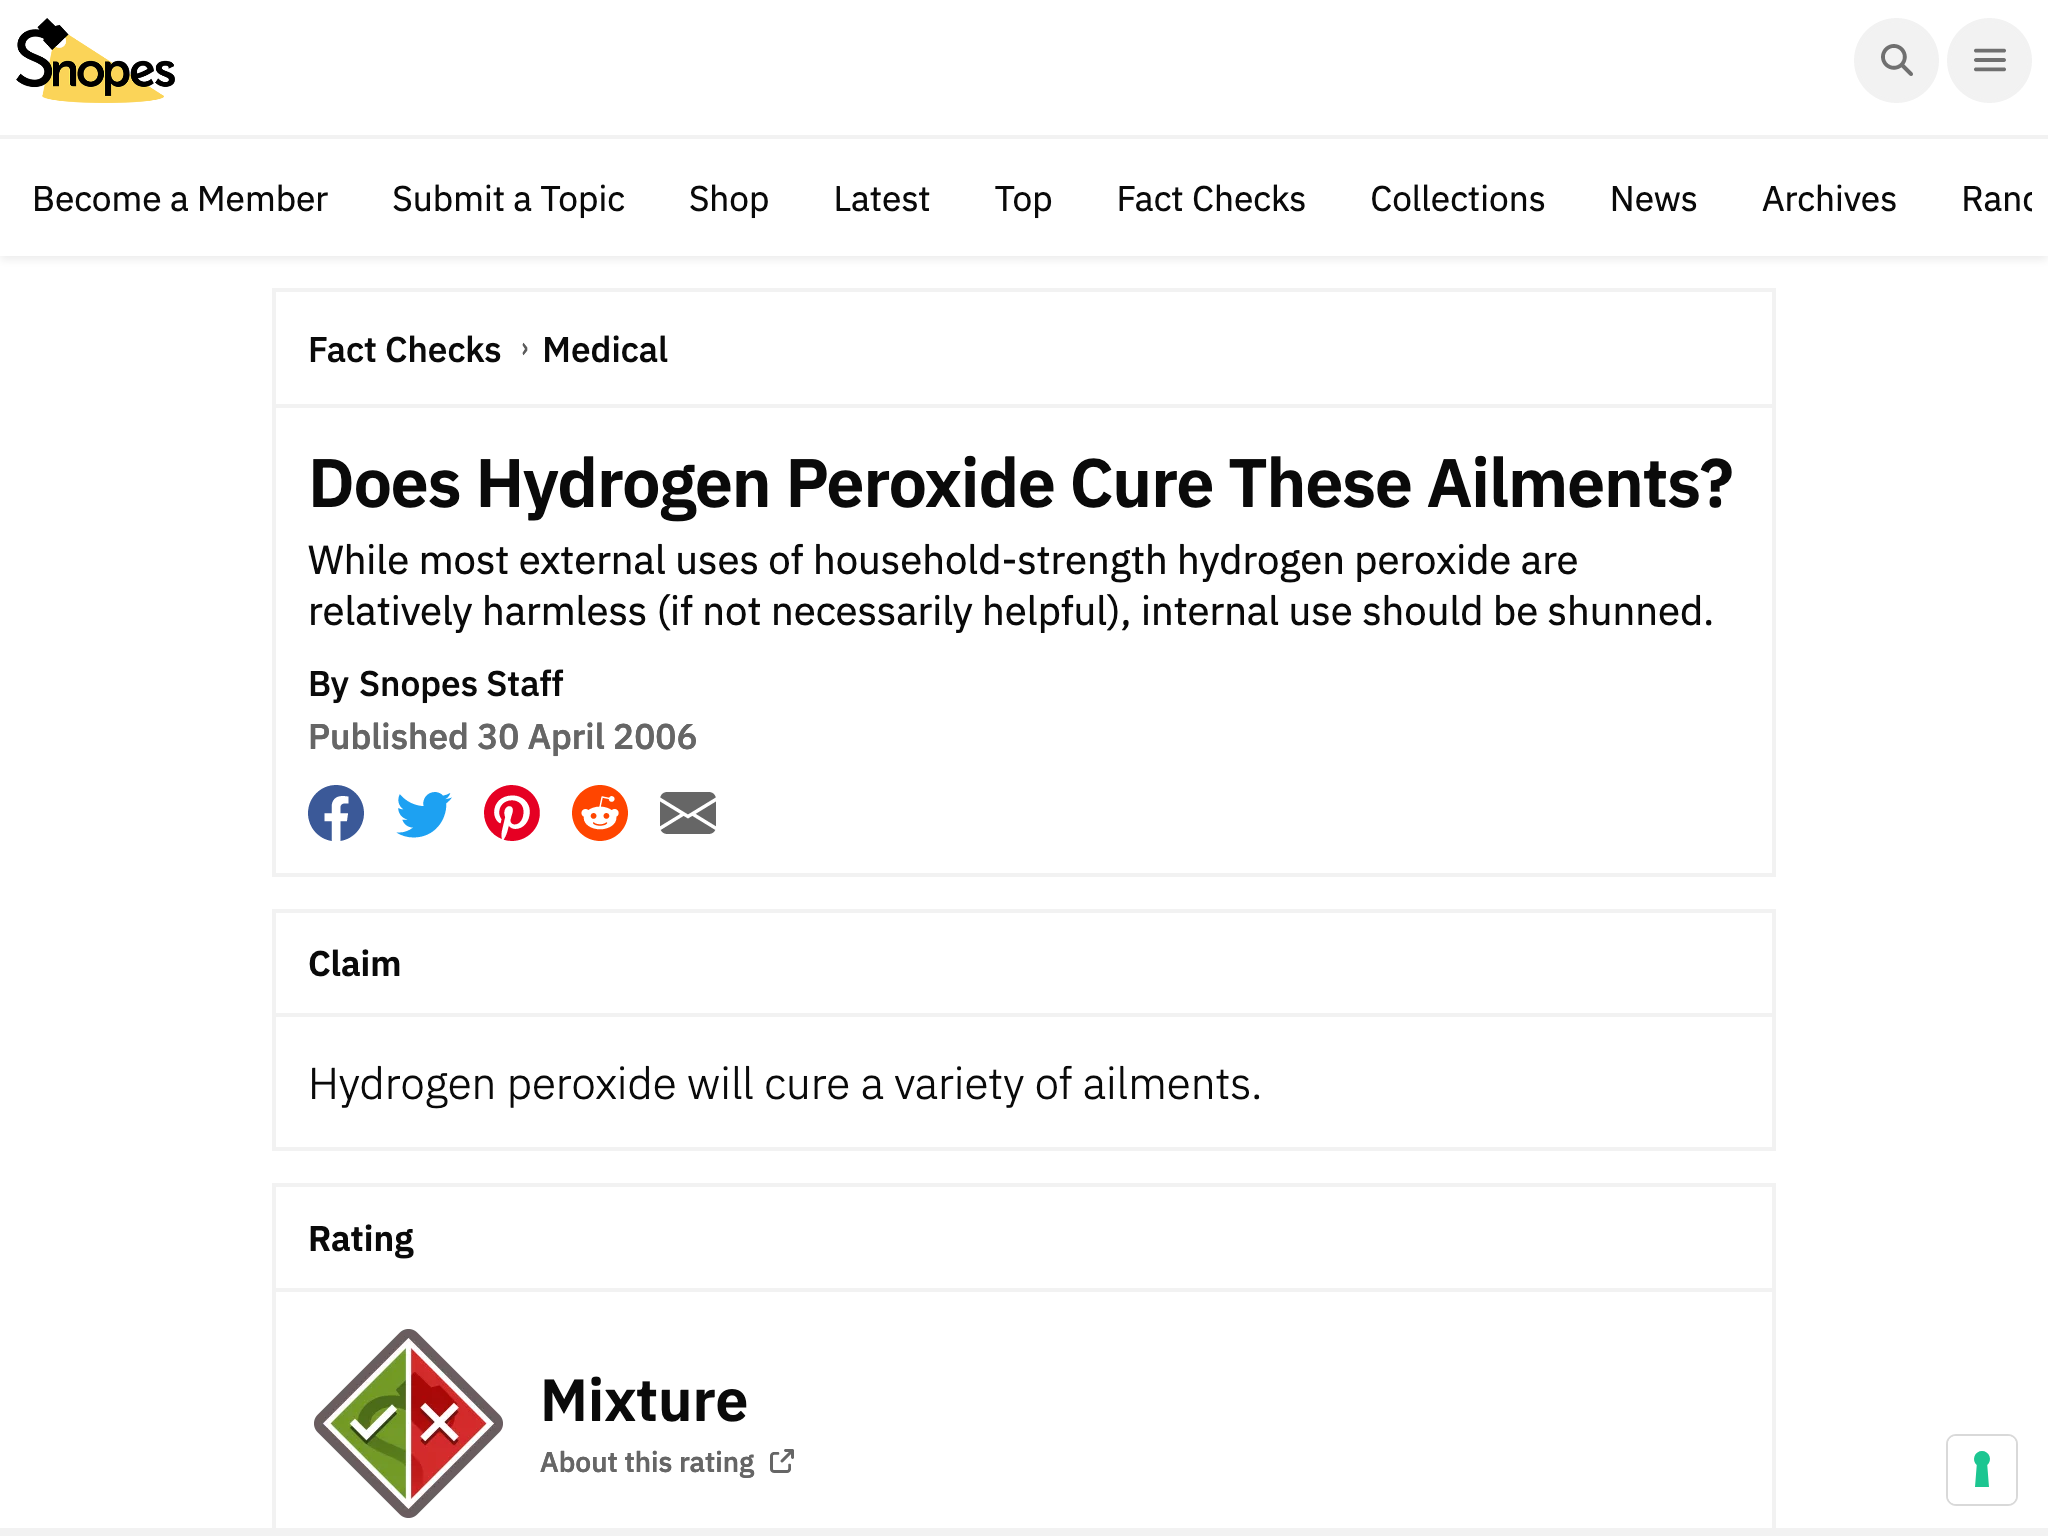 Snopes
Become a Member
Submit a Topic
Shop
Latest
Top
Fact Checks
Collections
News
Archives
Ranc
Fact Checks › Medical
Does Hydrogen Peroxide Cure These Ailments?
While most external uses of household-strength hydrogen peroxide are
relatively harmless (if not necessarily helpful), internal use should be shunned.
By Snopes Staff
Published 30 April 2006
Claim
Hydrogen peroxide will cure a variety of ailments.
Rating
Mixture
About this rating